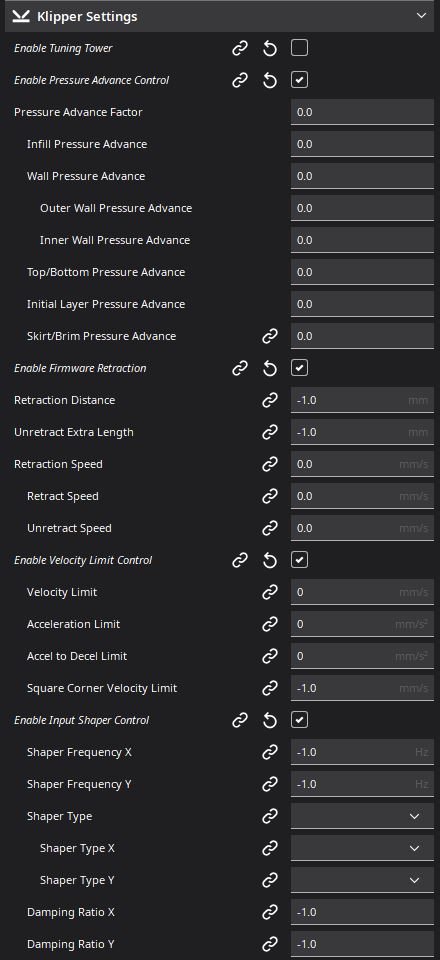 Klipper Settings
Enable Tuning Tower
Enable Pressure Advance Control
Pressure Advance Factor 0.0
Infill Pressure Advance 0.0
Wall Pressure Advance 0.0
Outer Wall Pressure Advance 0.0
Inner Wall Pressure Advance 0.0
Top/Bottom Pressure Advance 0.0
Initial Layer Pressure Advance 0.0
Skirt/Brim Pressure Advance 0.0
Enable Firmware Retraction
Retraction Distance -1.0 mm
Unretract Extra Length -1.0 mm
Retraction Speed 0.0 mm/s
Retract Speed 0.0 mm/s
Unretract Speed 0.0 mm/s
Enable Velocity Limit Control
Velocity Limit 0 mm/s
Acceleration Limit 0 mm/s²
Accel to Decel Limit 0 mm/s²
Square Corner Velocity Limit -1.0 mm/s
Enable Input Shaper Control
Shaper Frequency X -1.0 Hz
Shaper Frequency Y -1.0 Hz
Shaper Type
Shaper Type X
Shaper Type Y
Damping Ratio X -1.0
Damping Ratio Y -1.0